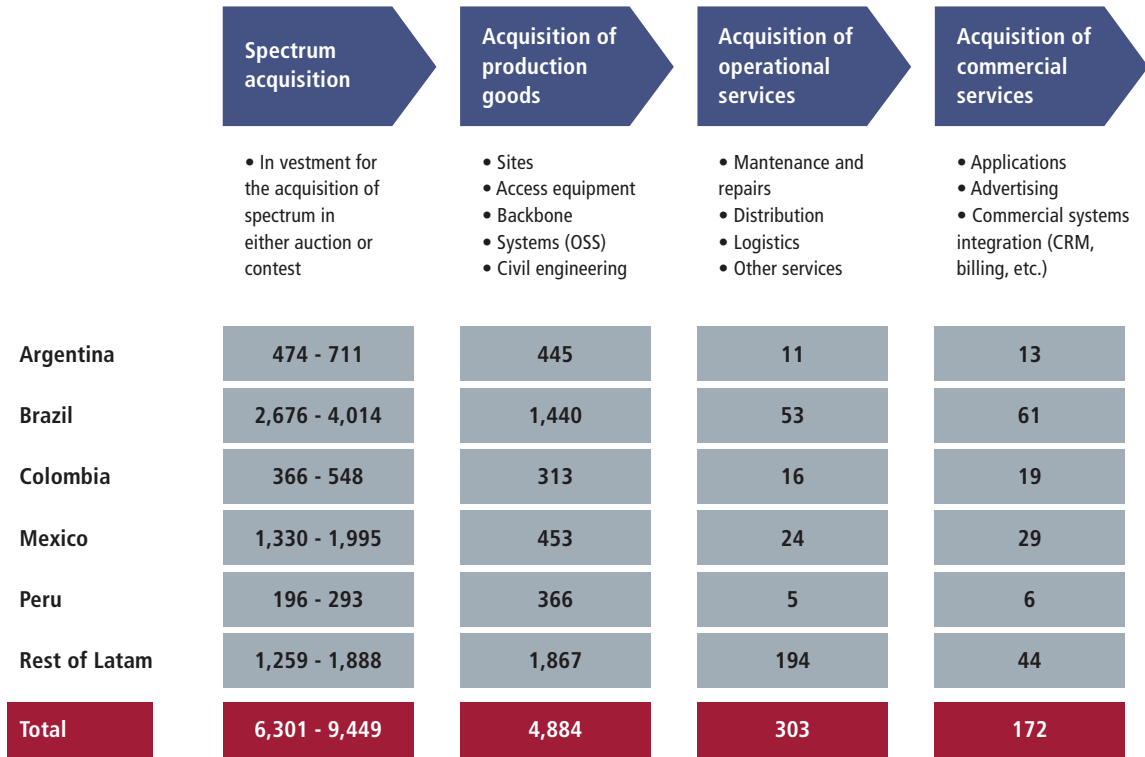 Spectrum
acquisition
Acquisition of
production
goods
Acquisition of
operational
services
Acquisition of
commercial
services
• In vestment for
the acquisition of
spectrum in
either auction or
contest
• Sites
• Access equipment
• Backbone
• Systems (OSS)
• Civil engineering
• Mantenance and
repairs
• Distribution
• Logistics
• Other services
• Applications
• Advertising
• Commercial systems
integration (CRM,
billing, etc.)
Argentina 474 - 711 445 11 13
Brazil 2,676 - 4,014 1,440 53 61
Colombia 366 - 548 313 16 19
Mexico 1,330 - 1,995 453 24 29
Peru 196 - 293 366 5 6
Rest of Latam 1,259 - 1,888 1,867 194 44
Total 6,301 - 9,449 4,884 303 172